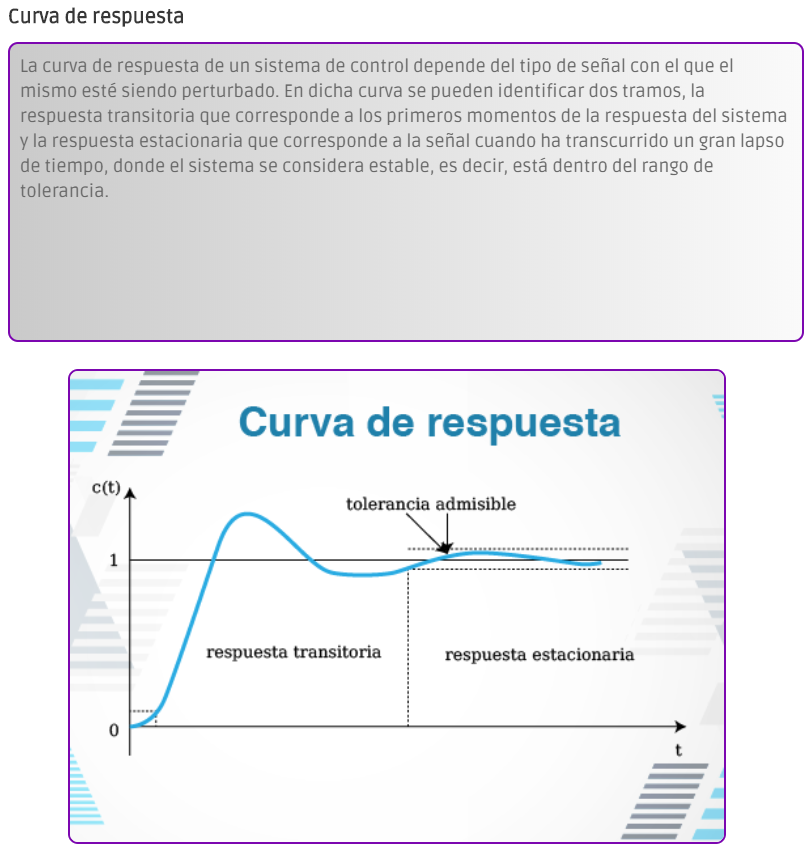 Curva de respuesta
La curva de respuesta de un sistema de control depende del tipo de señal con el que el
mismo esté siendo perturbado. En dicha curva se pueden identificar dos tramos, la
respuesta transitoria que corresponde a los primeros momentos de la respuesta del sistema
y la respuesta estacionaria que corresponde a la señal cuando ha transcurrido un gran lapso
de tiempo, donde el sistema se considera estable, es decir, está dentro del rango de
tolerancia.
Curva de respuesta
c(t)
tolerancia admisible
1
respuesta transitoria
respuesta estacionaria
0
t